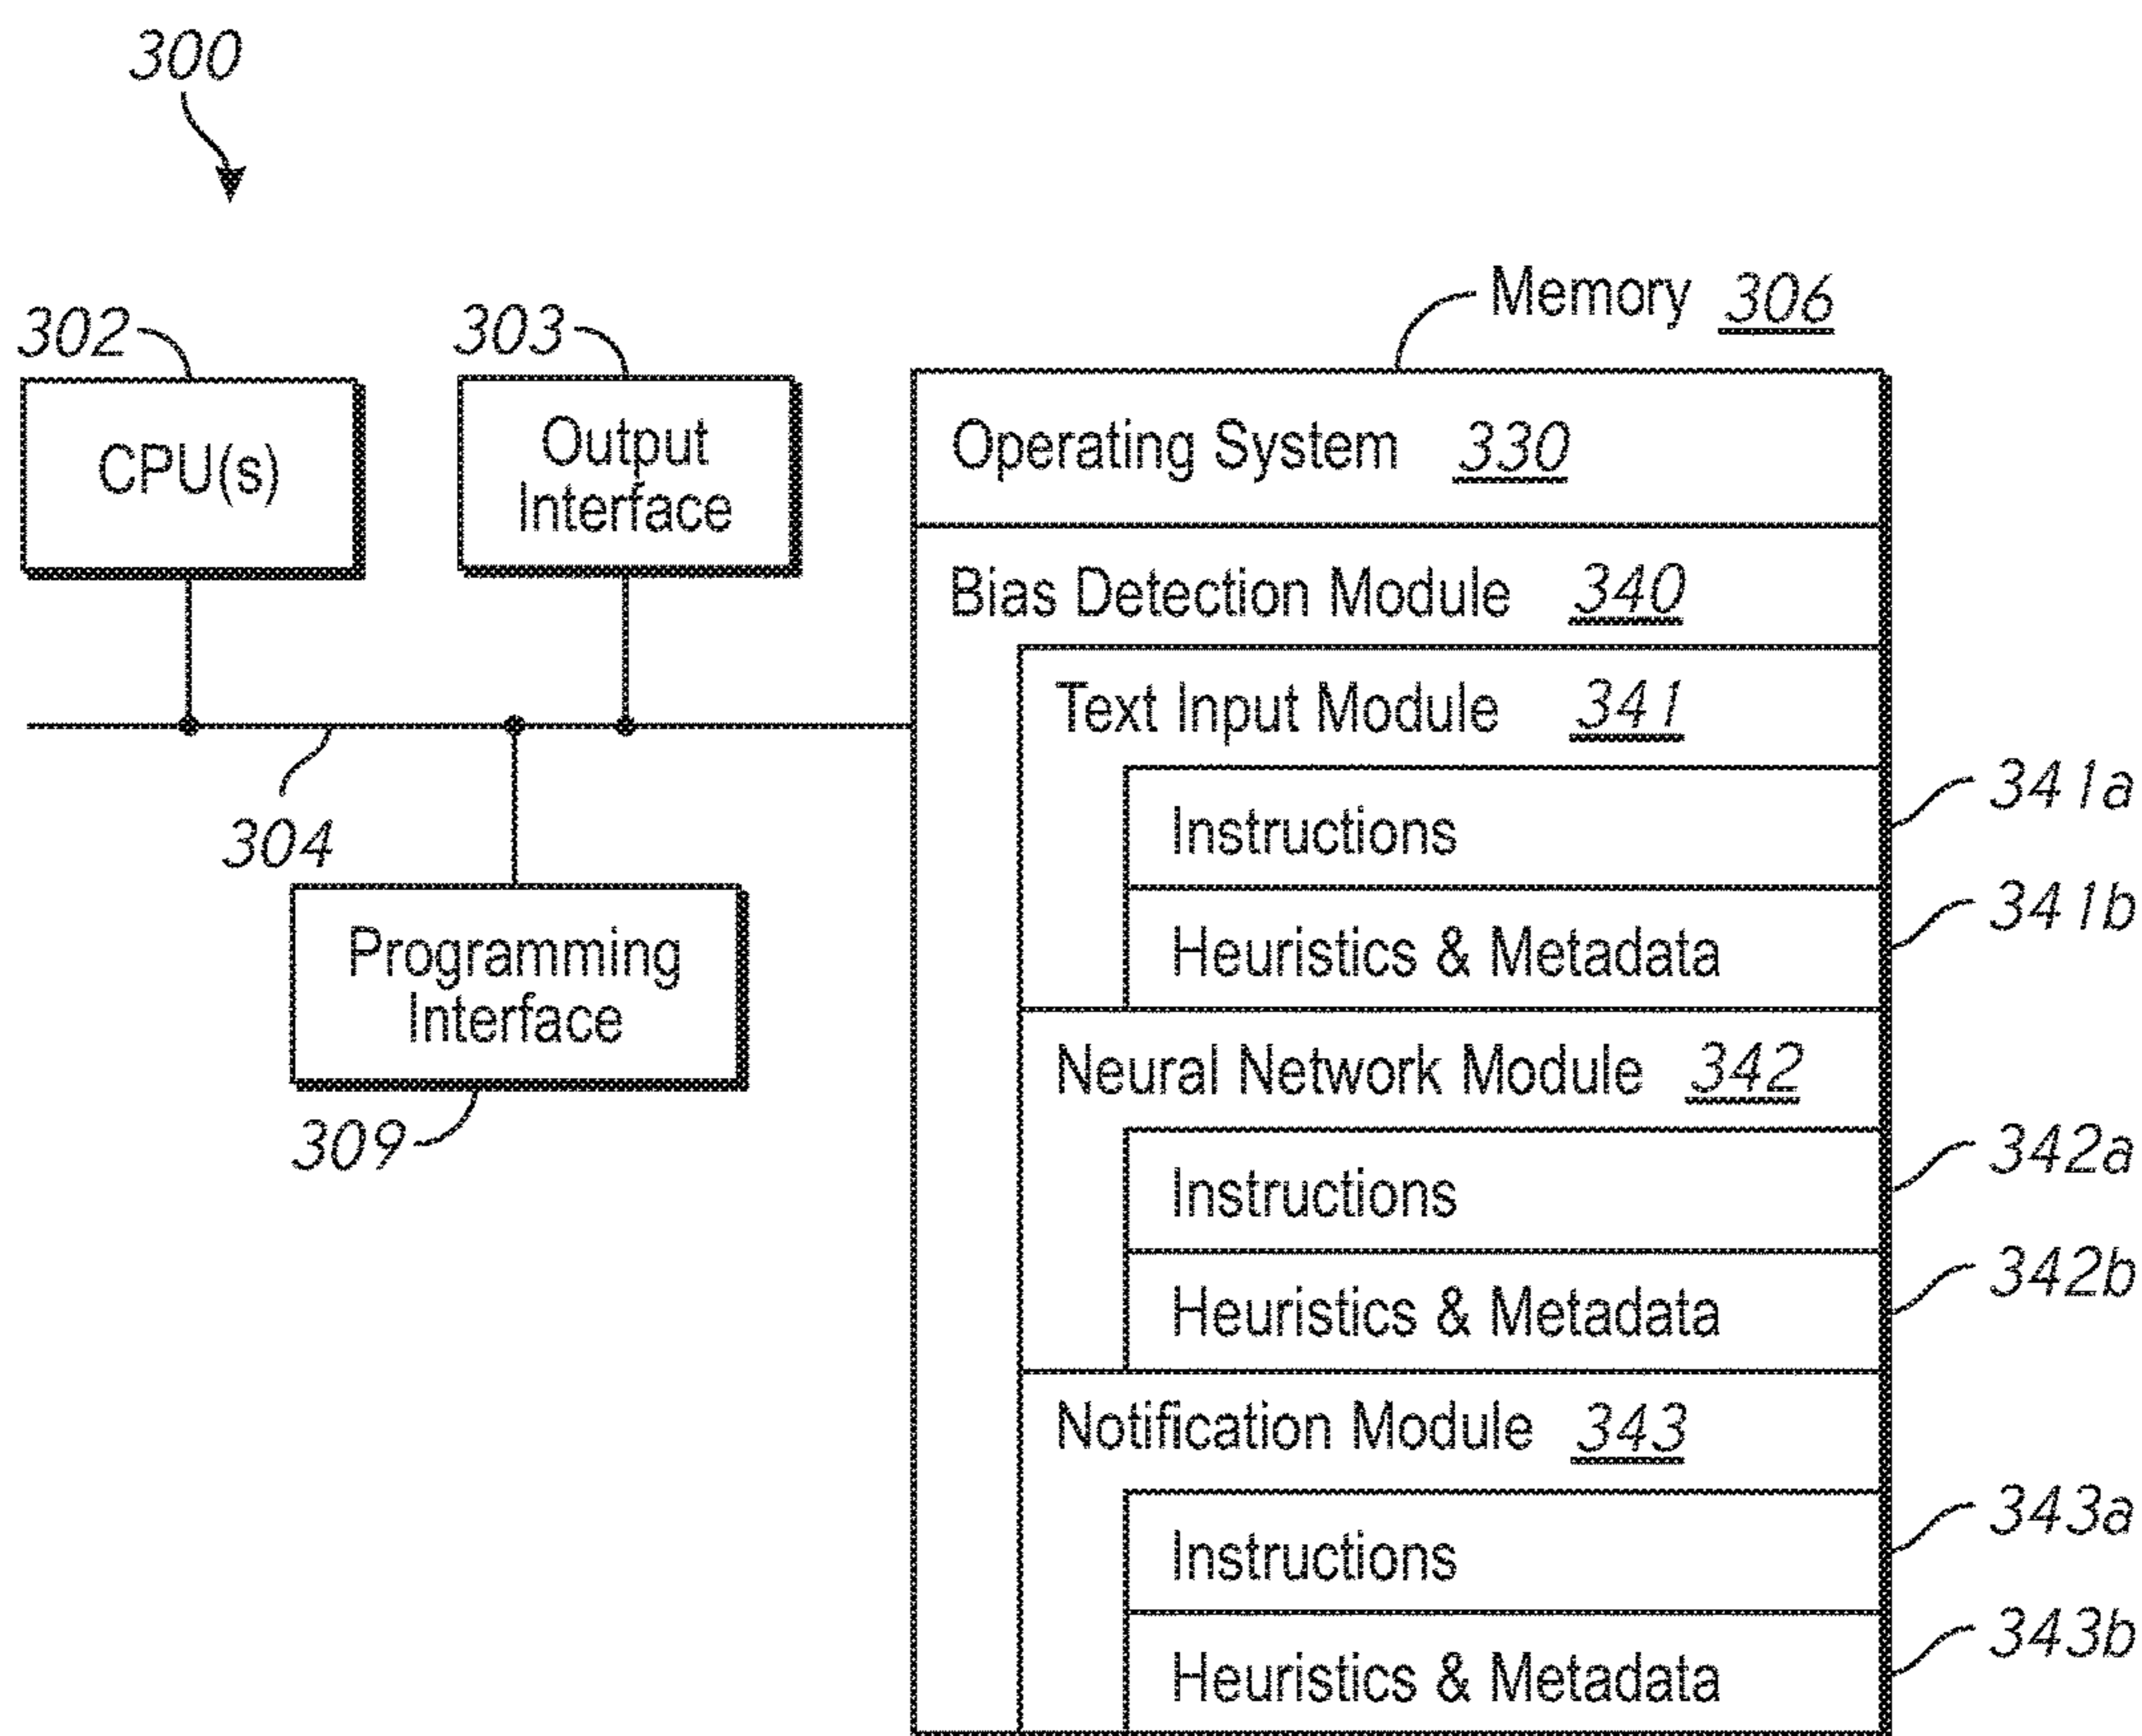 300
302
303
Memory 306
CPU(s)
Output
Interface
Operating System 330
Bias Detection Module 340
Text Input Module 341
341a
Instructions
304
341b
Heuristics & Metadata
Programming
Interface
Neural Network Module 342
309
342a
Instructions
342b
Heuristics & Metadata
Notification Module 343
343a
Instructions
343b
Heuristics & Metadata